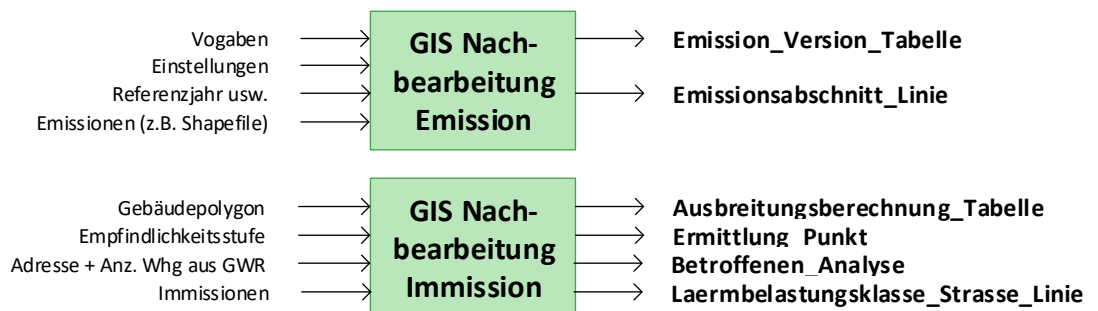 Vogaben
Einstellungen
Referenzjahr usw.
Emissionen (z.B. Shapefile)
GIS Nach-
bearbeitung
Emission
Emission_Version_Tabelle
Emissionsabschnitt_Linie
Gebäudepolygon
Empfindlichkeitsstufe
Adresse + Anz. Whg aus GWR
Immissionen
GIS Nach-
bearbeitung
Immission
Ausbreitungsberechnung_Tabelle
Ermittlung_Punkt
Betroffenen_Analyse
Laermbelastungsklasse_Strasse_Linie